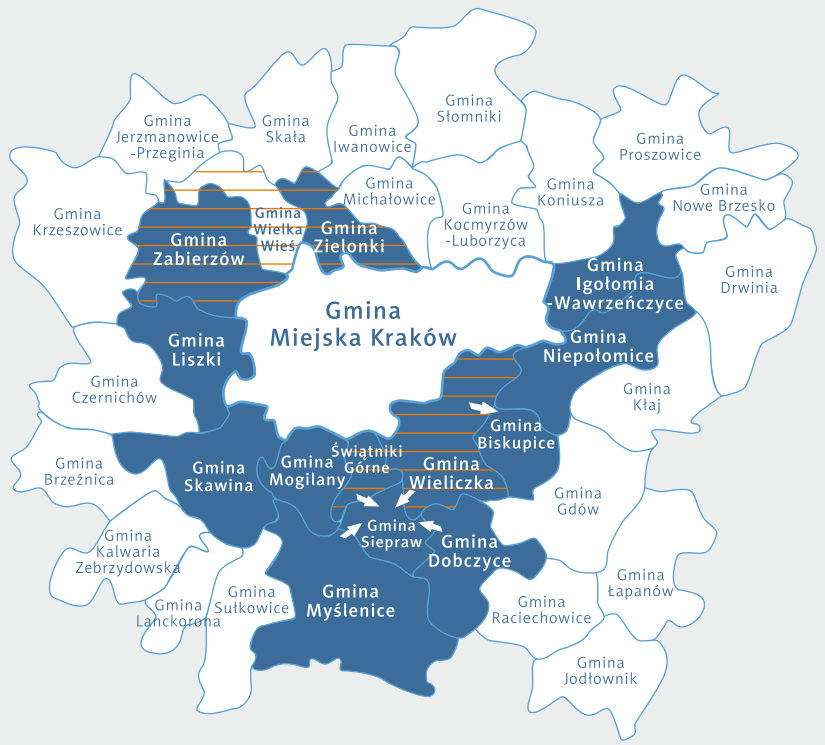 Gmina
Jerzmanowice
-Przeginia
Gmina
Skała
Gmina
Iwanowice
Gmina
Słomniki
Gmina
Proszowice
Gmina
Krzeszowice
Gmina
Michałowice
Gmina
Koniusza
Gmina
Nowe Brzesko
Gmina
Wielka
Wieś
Gmina
Kocmyrzów
-Luborzyca
Gmina
Zabierzów
Gmina
Zielonki
Gmina
Igołomia
-Wawrzeńczyce
Gmina
Drwinia
Gmina
Miejska Kraków
Gmina
Liszki
Gmina
Niepołomice
Gmina
Czernichów
Gmina
Kłaj
Gmina
Biskupice
Gmina
Brzeźnica
Gmina
Skawina
Gmina
Mogilany
Świątniki
Górne
Gmina
Wieliczka
Gmina
Gdów
Gmina
Siepraw
Gmina
Dobczyce
Gmina
Kalwaria
Zebrzydowska
Gmina
Lanckorona
Gmina
Sułkowice
Gmina
Myślenice
Gmina
Raciechowice
Gmina
Łapanów
Gmina
Jodłownik